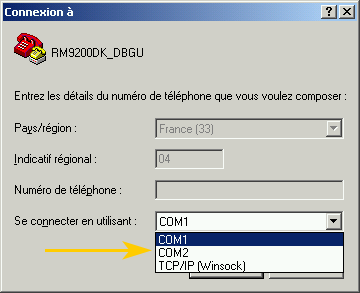 Connexion à
RM9200DK_DBGU
Entrez les détails du numéro de téléphone que vous voulez composer :
Pays/région : France (33)
Indicatif régional : 04
Numéro de téléphone :
Se connecter en utilisant : COM1
COM1
COM2
TCP/IP (Winsock)